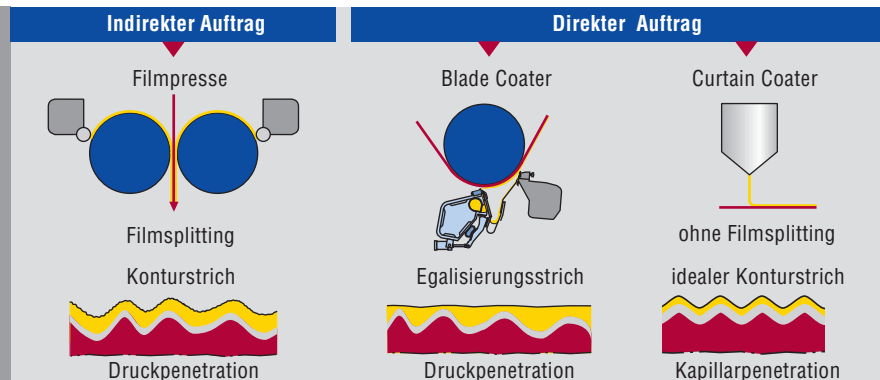 Indirekter Auftrag
Direkter Auftrag
Filmpresse
Blade Coater
Curtain Coater
Filmsplitting
ohne Filmsplitting
Konturstrich
Egalisierungsstrich
idealer Konturstrich
Druckpenetration
Druckpenetration
Kapillarpenetration